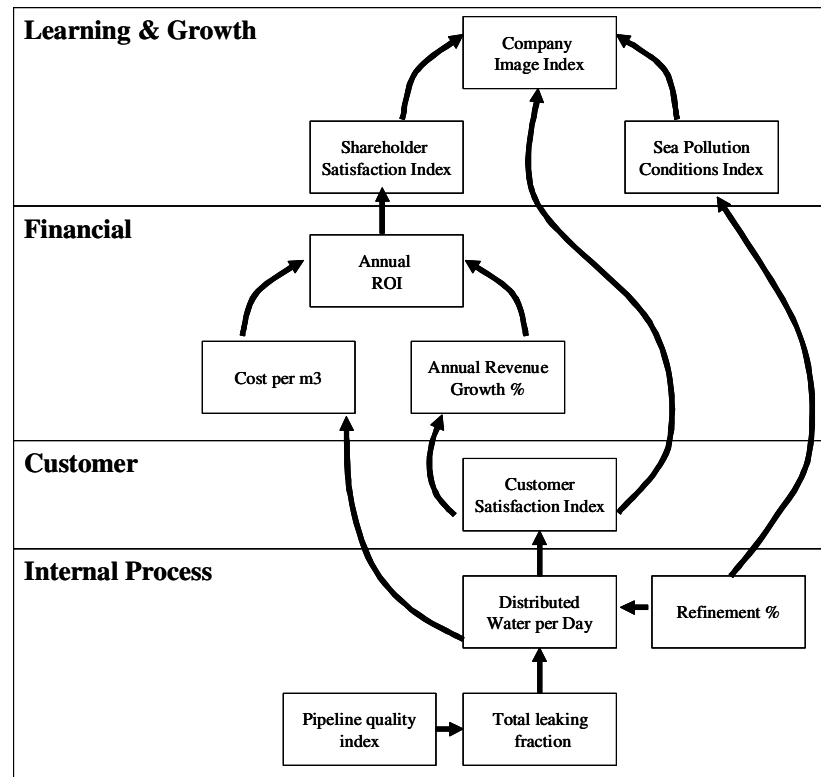 Learning & Growth
Company
Image Index
Shareholder
Satisfaction Index
Sea Pollution
Conditions Index
Financial
Annual
ROI
Cost per m3
Annual Revenue
Growth %
Customer
Customer
Satisfaction Index
Internal Process
Distributed
Water per Day
Refinement %
Pipeline quality
index
Total leaking
fraction